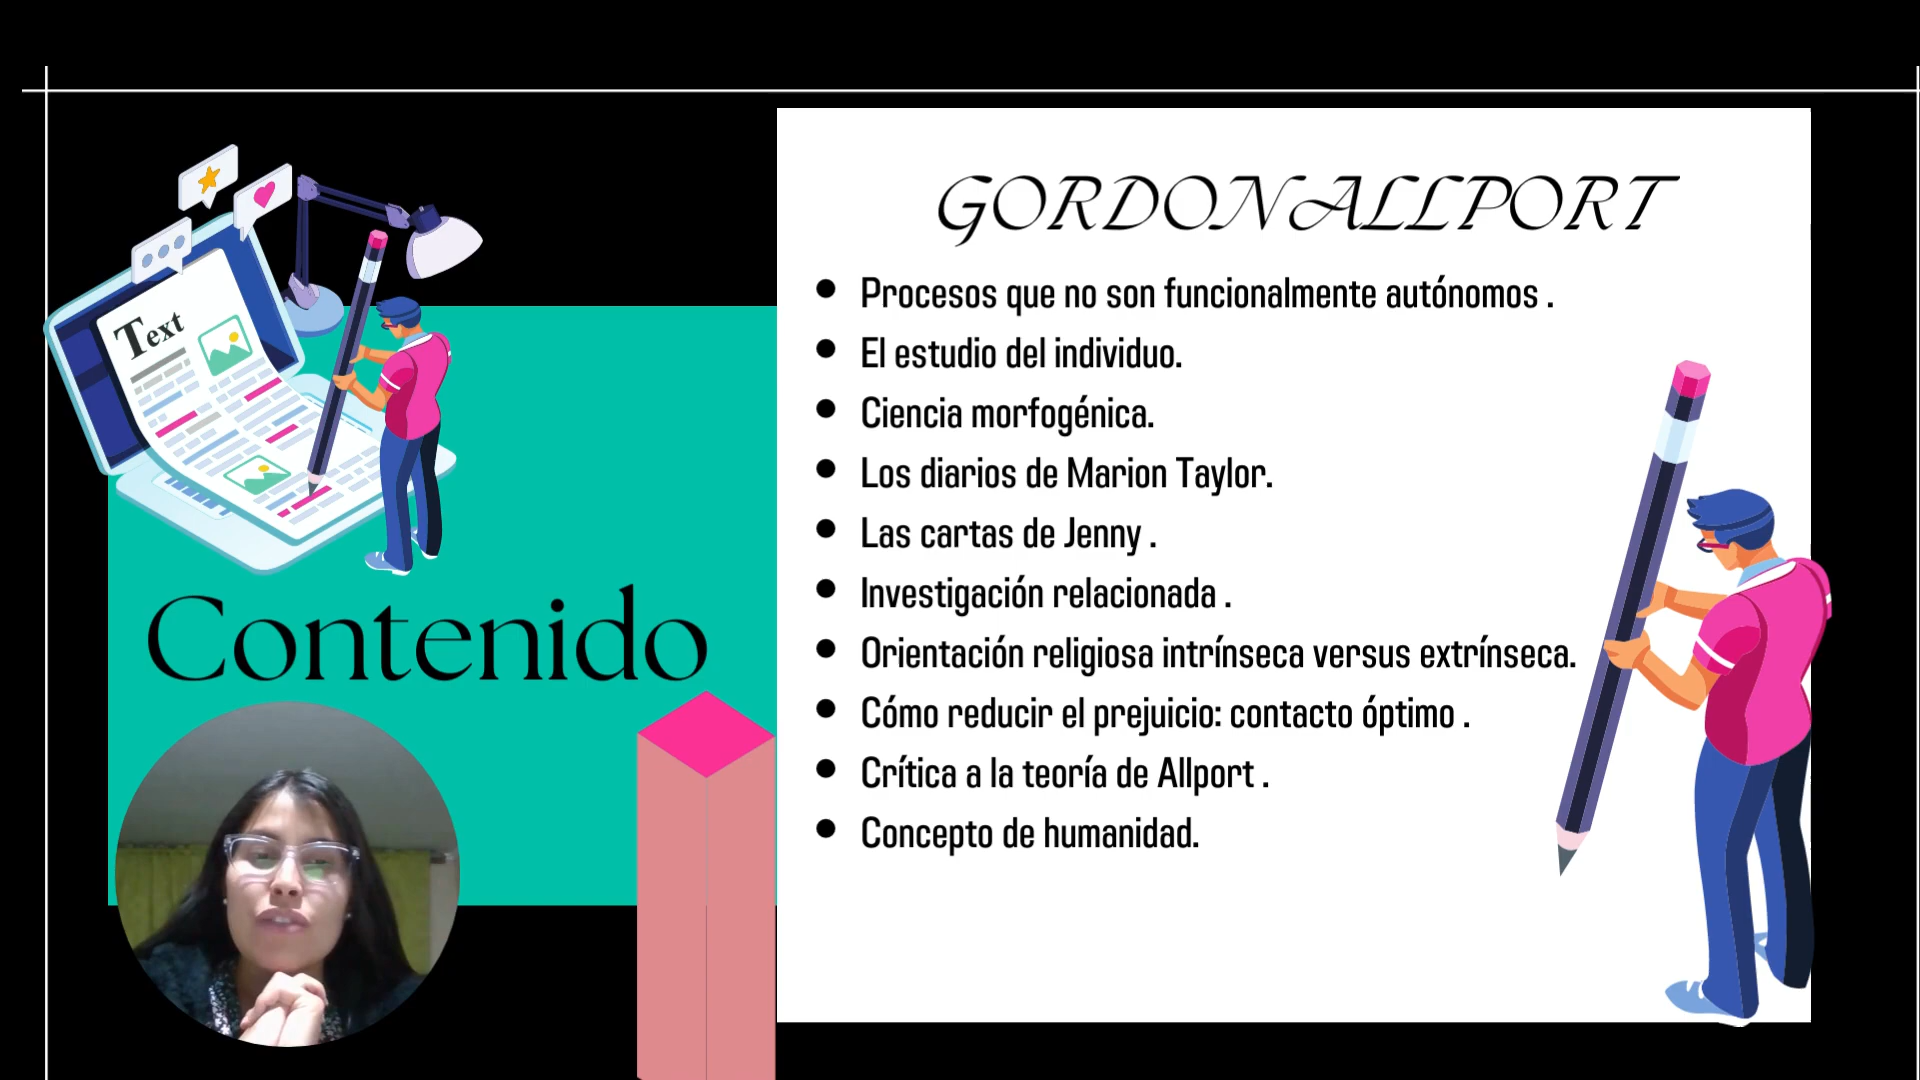 Text
Contenido
GORDON ALLPORT
Procesos que no son funcionalmente autónomos .
El estudio del individuo.
Ciencia morfogénica.
Los diarios de Marion Taylor.
Las cartas de Jenny .
Investigación relacionada .
Orientación religiosa intrínseca versus extrínseca.
Cómo reducir el prejuicio: contacto óptimo .
Crítica a la teoría de Allport .
Concepto de humanidad.